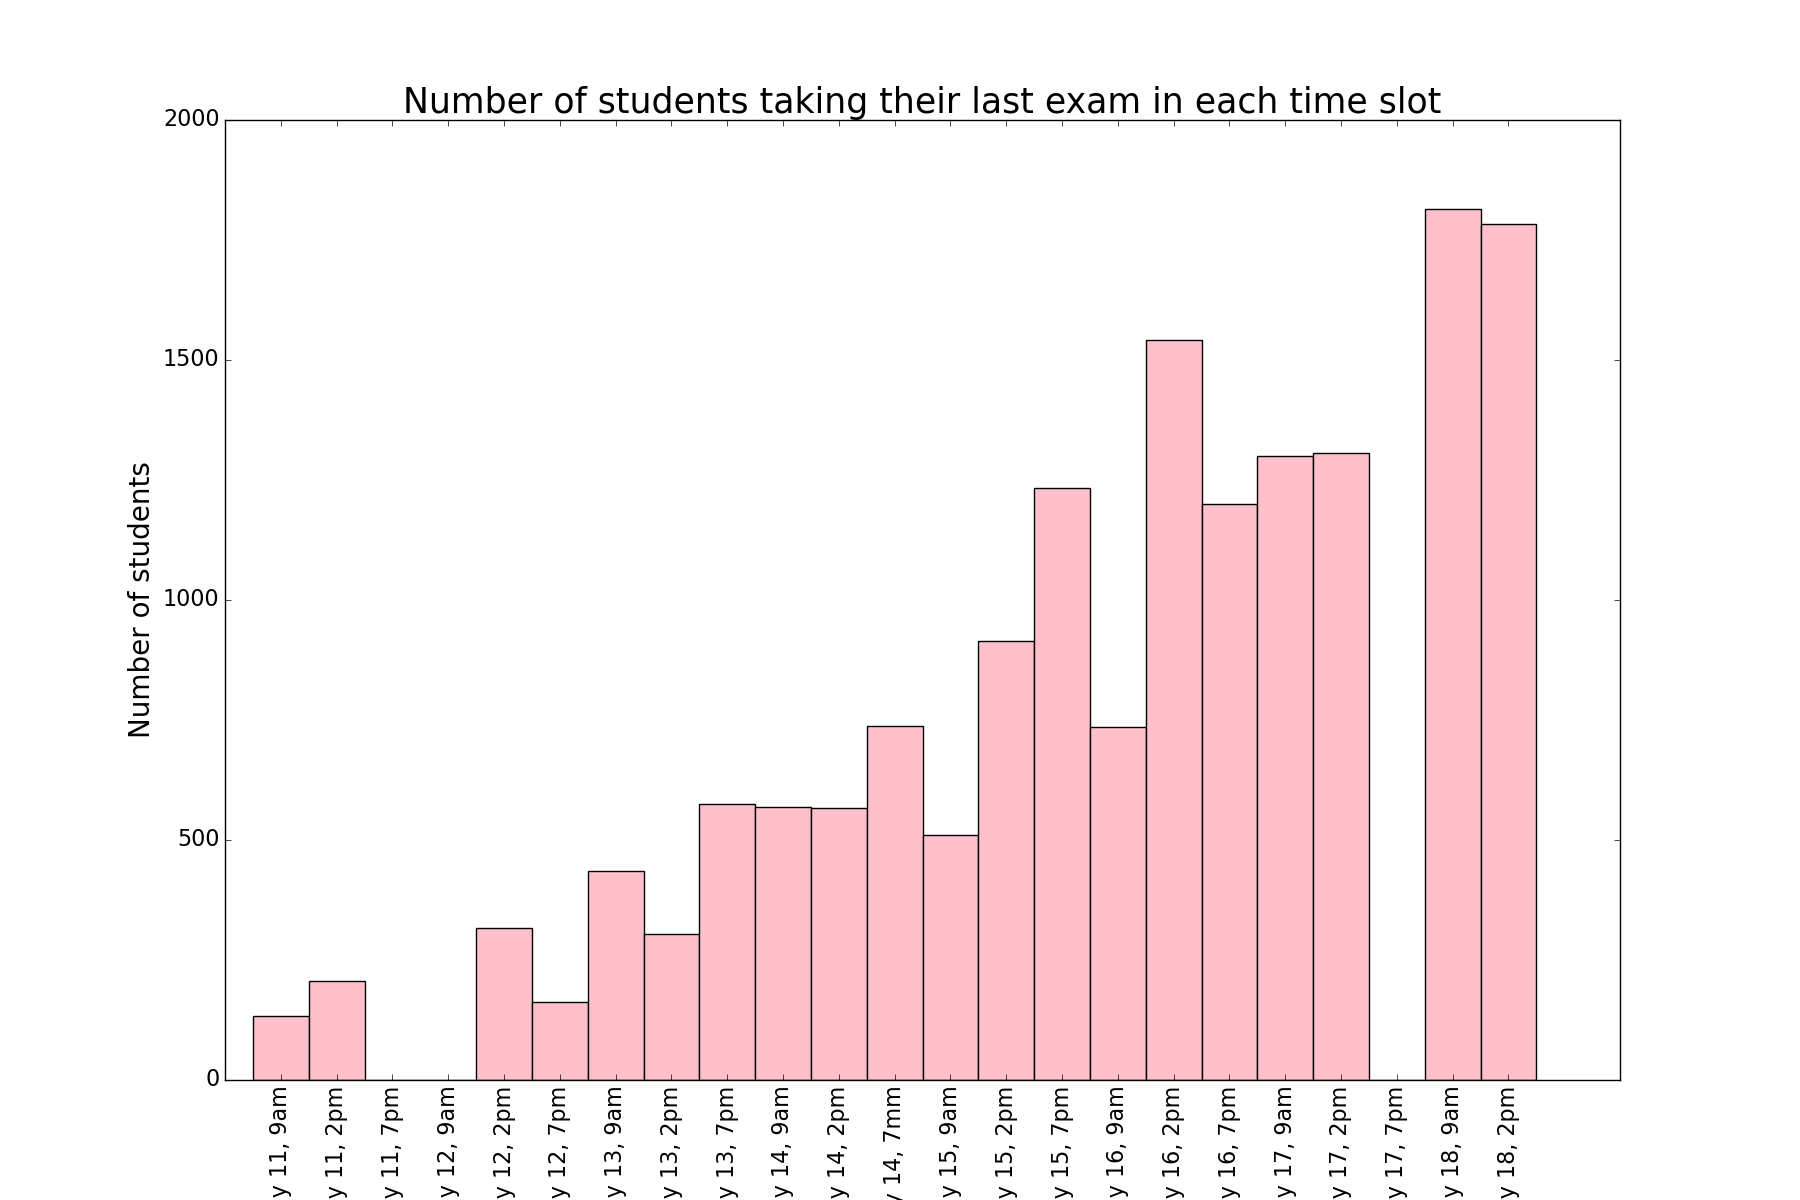 Number of students taking their last exam in each time slot
Number of students
2000
1500
1000
500
0
y 11, 9am
y 11, 2pm
y 11, 7pm
y 12, 9am
y 12, 2pm
y 12, 7pm
y 13, 9am
y 13, 2pm
y 13, 7pm
y 14, 9am
y 14, 2pm
y 14, 7mm
y 15, 9am
y 15, 2pm
y 15, 7pm
y 16, 9am
y 16, 2pm
y 16, 7pm
y 17, 9am
y 17, 2pm
y 17, 7pm
y 18, 9am
y 18, 2pm